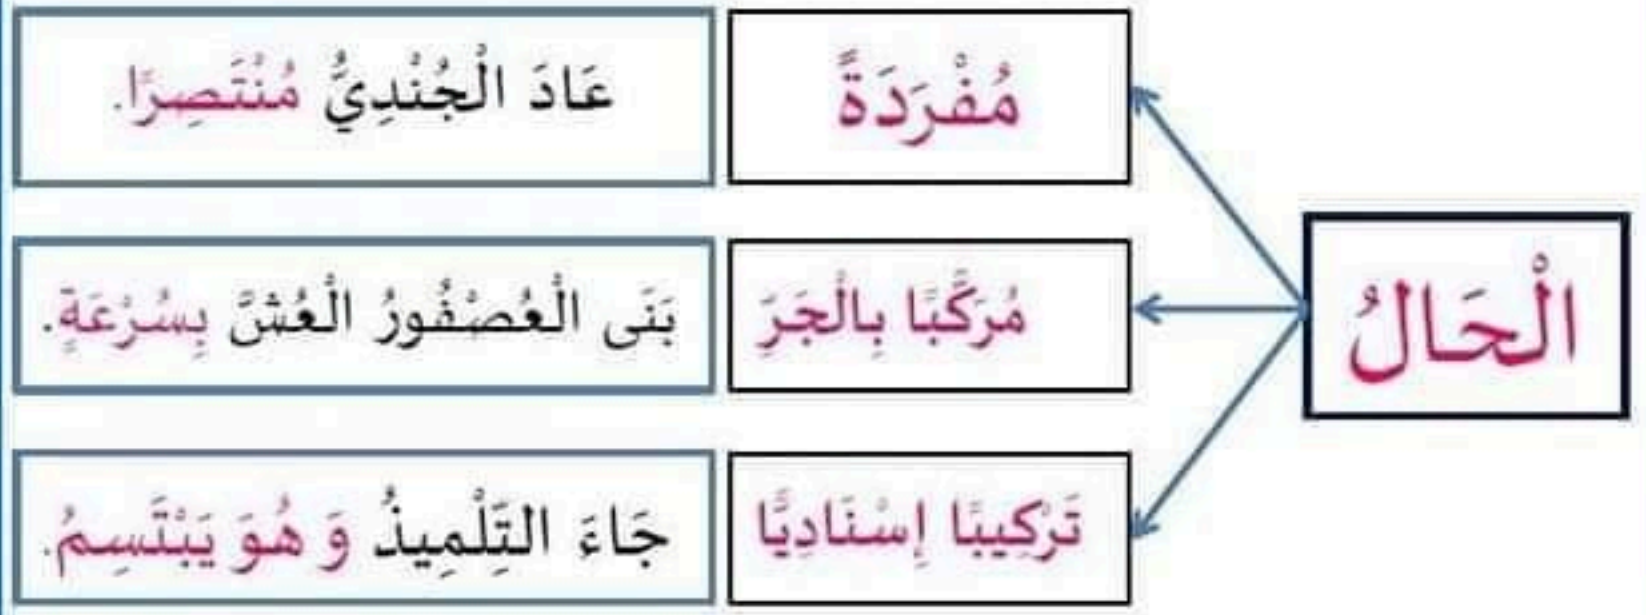 الْحَالُ
مُفْرَدَةً
عَادَ الْجُنْدِيُّ مُنْتَصِرًا.
مُرَكَّبًا بِالْجَرِّ
بَنَى الْعُصْفُورُ الْعُشَّ بِسُرْعَةٍ.
تَرْكِيبًا إِسْنَادِيًّا
جَاءَ التِّلْمِيذُ وَ هُوَ يَبْتَسِمُ.